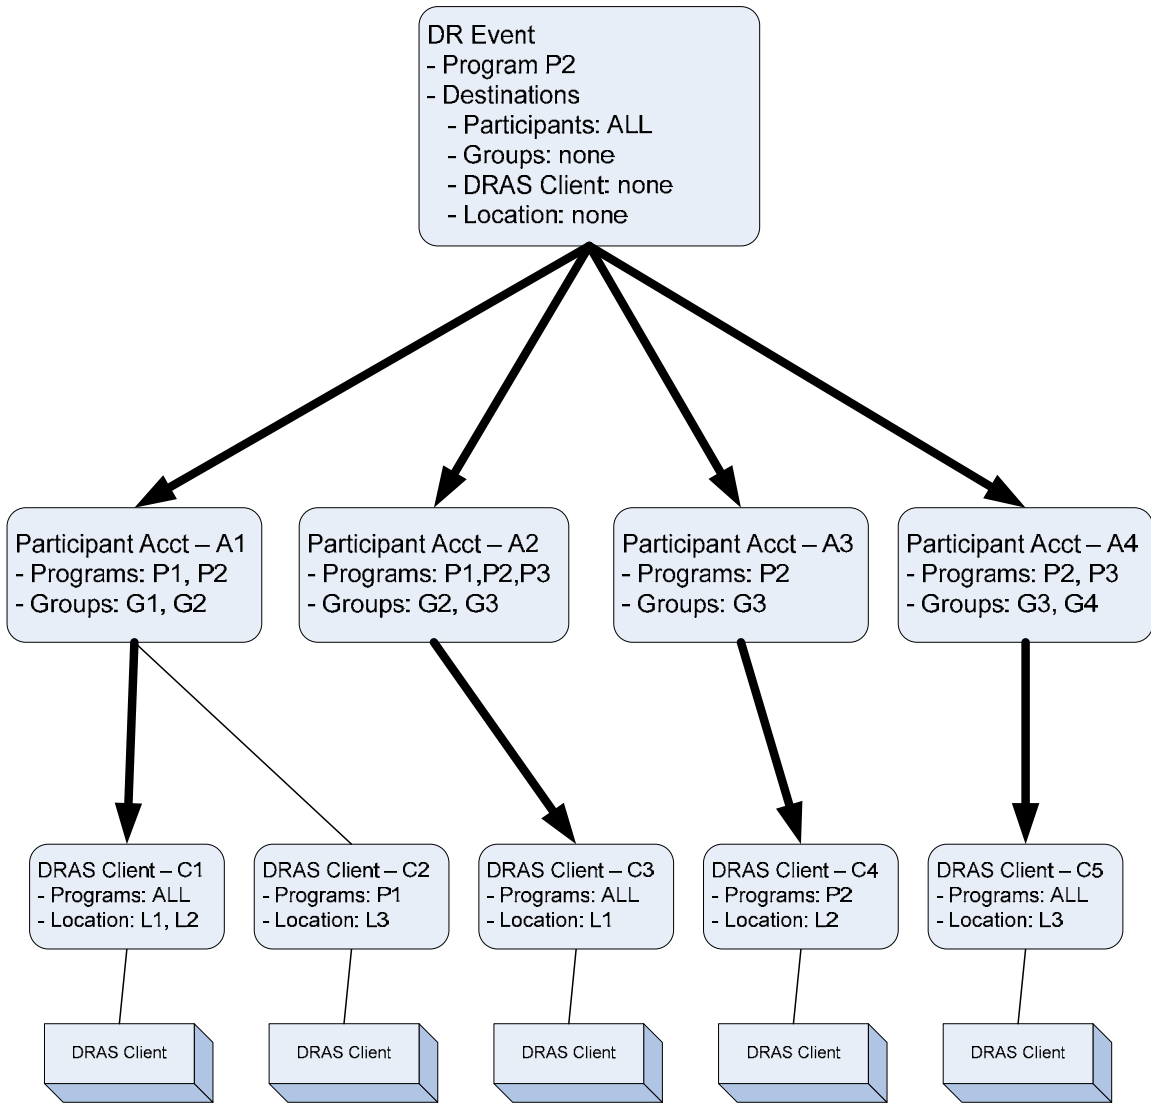 DR Event
- Program P2
- Destinations
- Participants: ALL
- Groups: none
- DRAS Client: none
- Location: none
Participant Acct – A1
- Programs: P1, P2
- Groups: G1, G2
Participant Acct – A2
- Programs: P1,P2,P3
- Groups: G2, G3
Participant Acct – A3
- Programs: P2
- Groups: G3
Participant Acct – A4
- Programs: P2, P3
- Groups: G3, G4
DRAS Client – C1
- Programs: ALL
- Location: L1, L2
DRAS Client – C2
- Programs: P1
- Location: L3
DRAS Client – C3
- Programs: ALL
- Location: L1
DRAS Client – C4
- Programs: P2
- Location: L2
DRAS Client – C5
- Programs: ALL
- Location: L3
DRAS Client
DRAS Client
DRAS Client
DRAS Client
DRAS Client